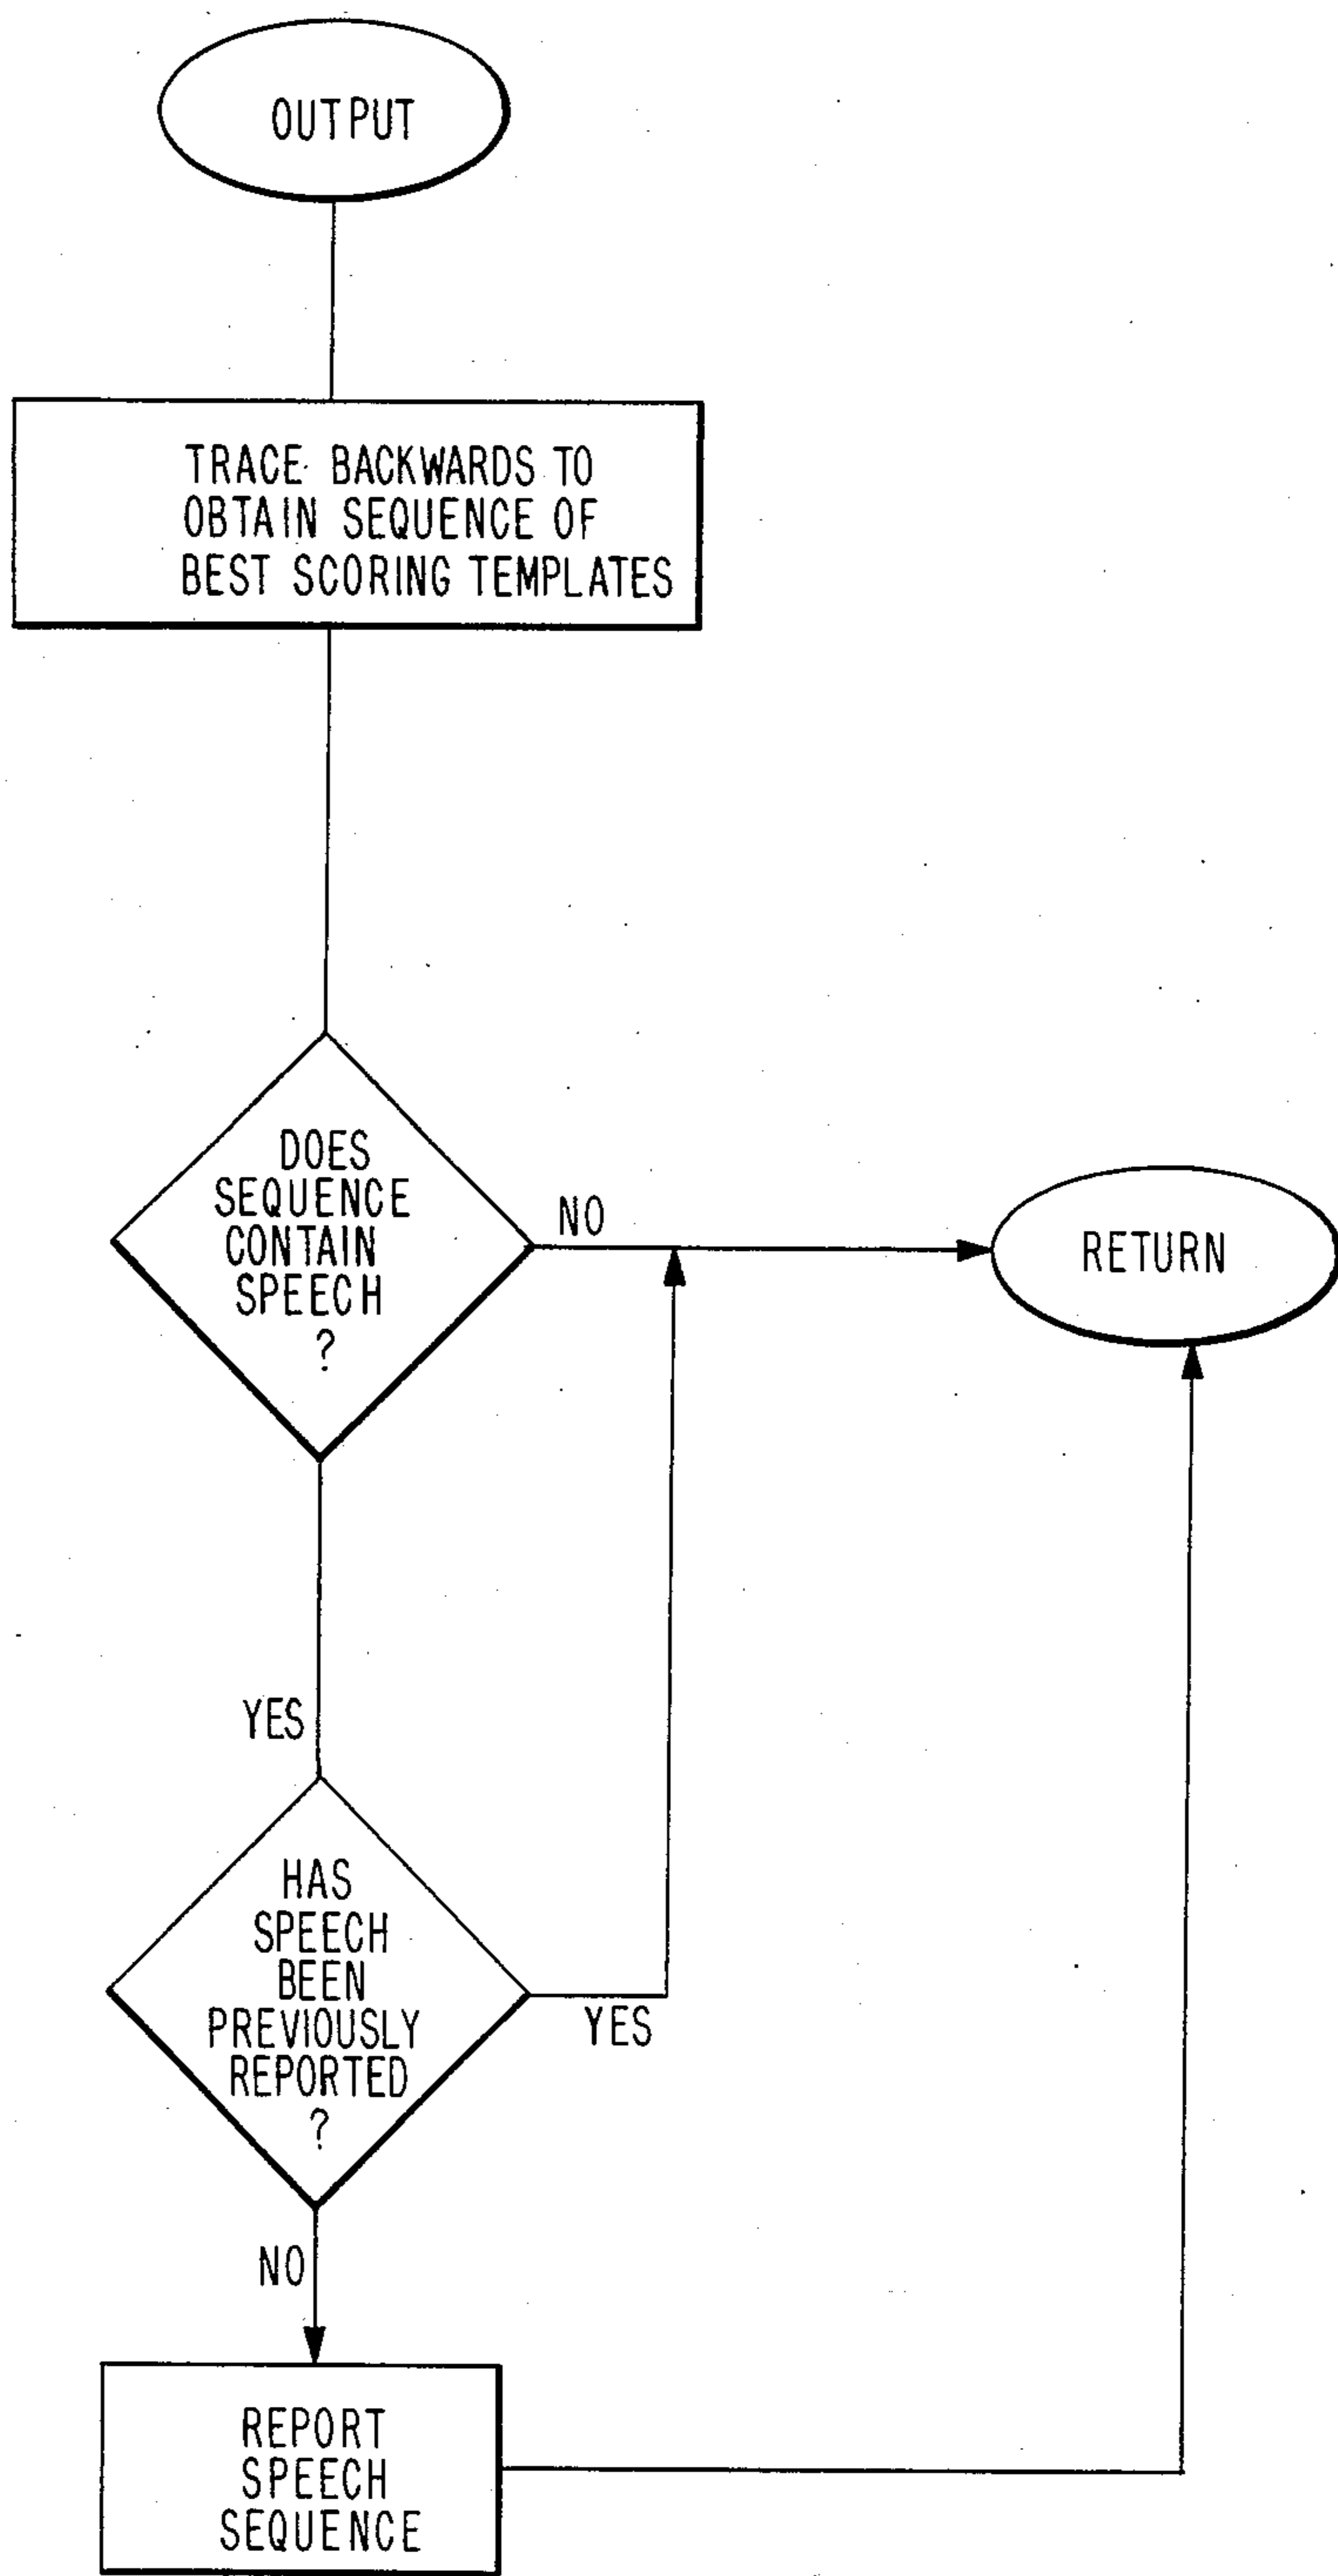 OUTPUT
TRACE BACKWARDS TO
OBTAIN SEQUENCE OF
BEST SCORING TEMPLATES
DOES
SEQUENCE
CONTAIN
SPEECH
?
NO
RETURN
YES
HAS
SPEECH
BEEN
PREVIOUSLY
REPORTED
?
YES
NO
REPORT
SPEECH
SEQUENCE